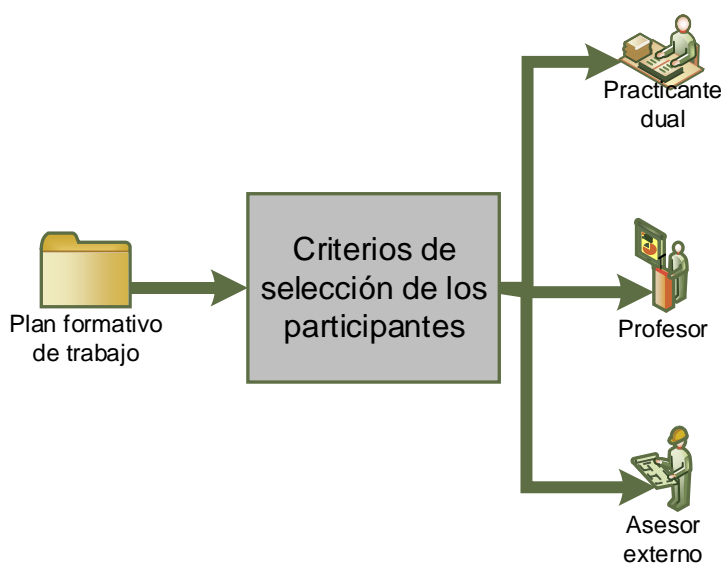 Plan formativo
de trabajo
Criterios de
selección de los
participantes
Practicante
dual
Profesor
Asesor
externo